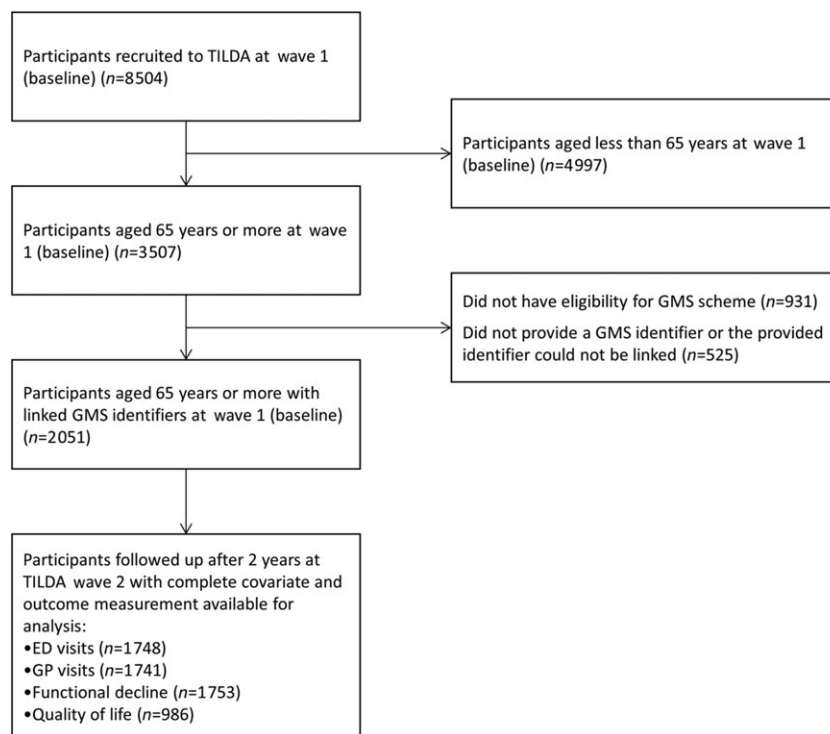 Participants recruited to TILDA at wave 1
(baseline) (n=8504)
Participants aged less than 65 years at wave 1
(baseline) (n=4997)
Participants aged 65 years or more at wave
1 (baseline) (n=3507)
Did not have eligibility for GMS scheme (n=931)
Did not provide a GMS identifier or the provided
identifier could not be linked (n=525)
Participants aged 65 years or more with
linked GMS identifiers at wave 1 (baseline)
(n=2051)
Participants followed up after 2 years at
TILDA wave 2 with complete covariate and
outcome measurement available for
analysis:
•ED visits (n=1748)
•GP visits (n=1741)
•Functional decline (n=1753)
•Quality of life (n=986)